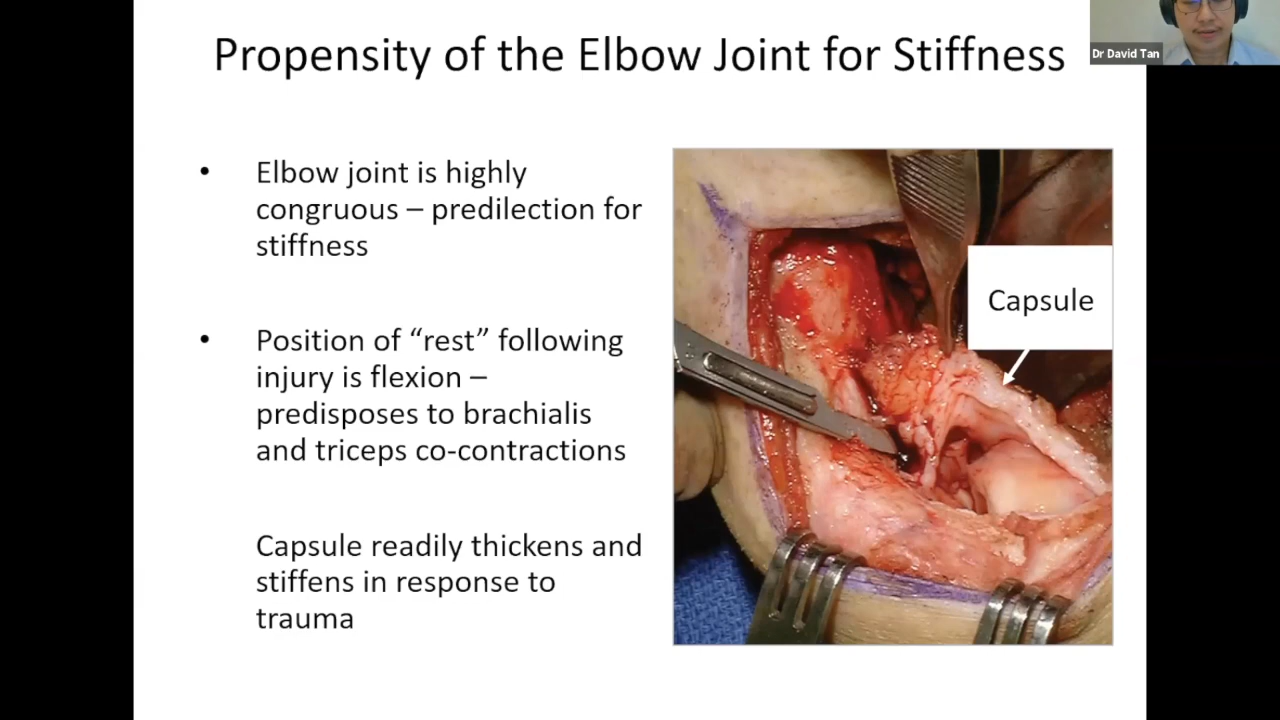 Propensity of the Elbow Joint for Stiffness
Dr David Tan
• Elbow joint is highly
congruous – predilection for
stiffness
• Position of “rest” following
injury is flexion –
predisposes to brachialis
and triceps co-contractions
Capsule readily thickens and
stiffens in response to
trauma
Capsule